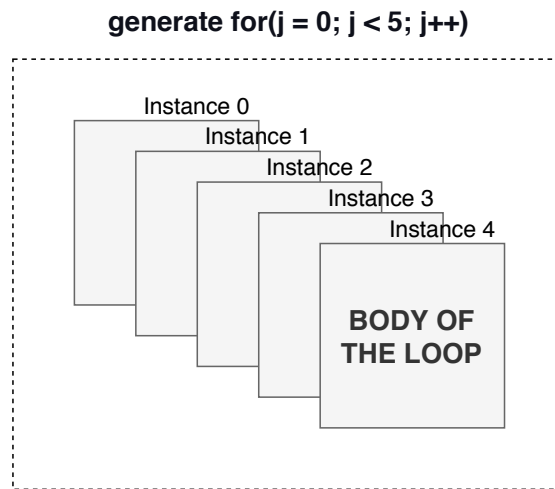 generate for(j = 0; j < 5; j++)
Instance 0
Instance 1
Instance 2
Instance 3
Instance 4
BODY OF
THE LOOP